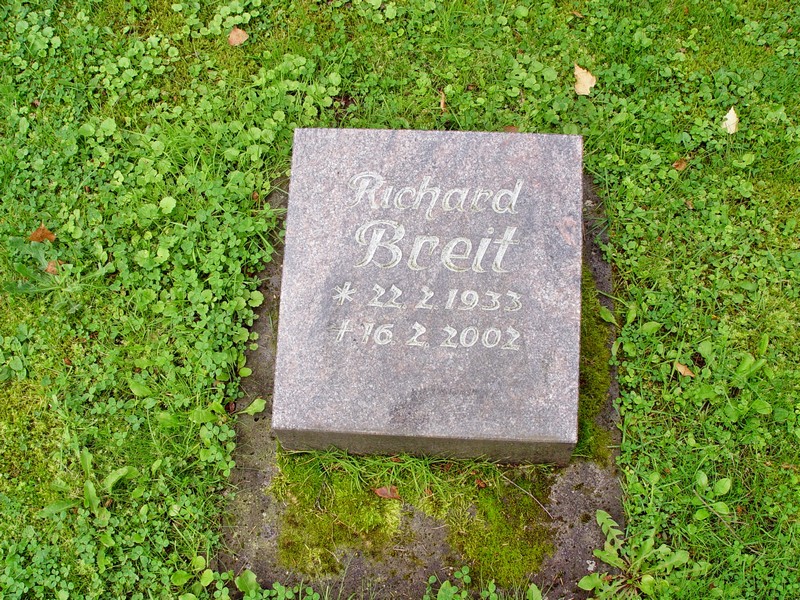 Richard
Breit
* 22. 2. 1933
† 16. 2. 2002